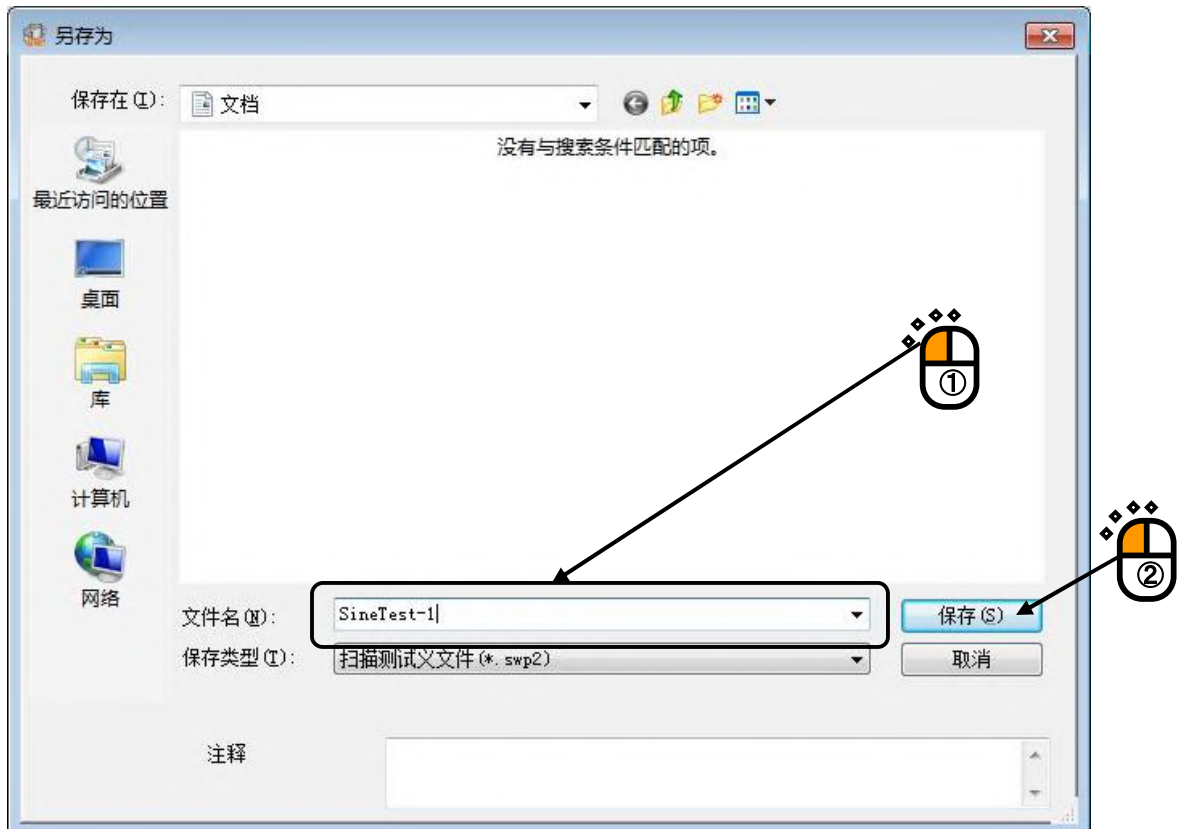 另存为
保存在(I):
文档
没有与搜索条件匹配的项。
最近访问的位置
桌面
库
计算机
网络
①
②
文件名(N):
SineTest-1
保存(S)
保存类型(T):
扫描测试义文件(*.swp2)
取消
注释